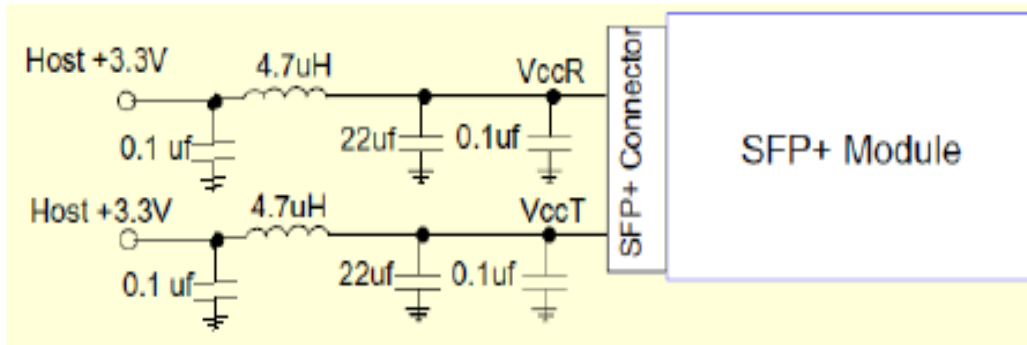 Host +3.3V
4.7uH
VccR
0.1 uf
22uf
0.1uf
Host +3.3V
4.7uH
VccT
0.1 uf
22uf
0.1uf
SFP+ Connector
SFP+ Module